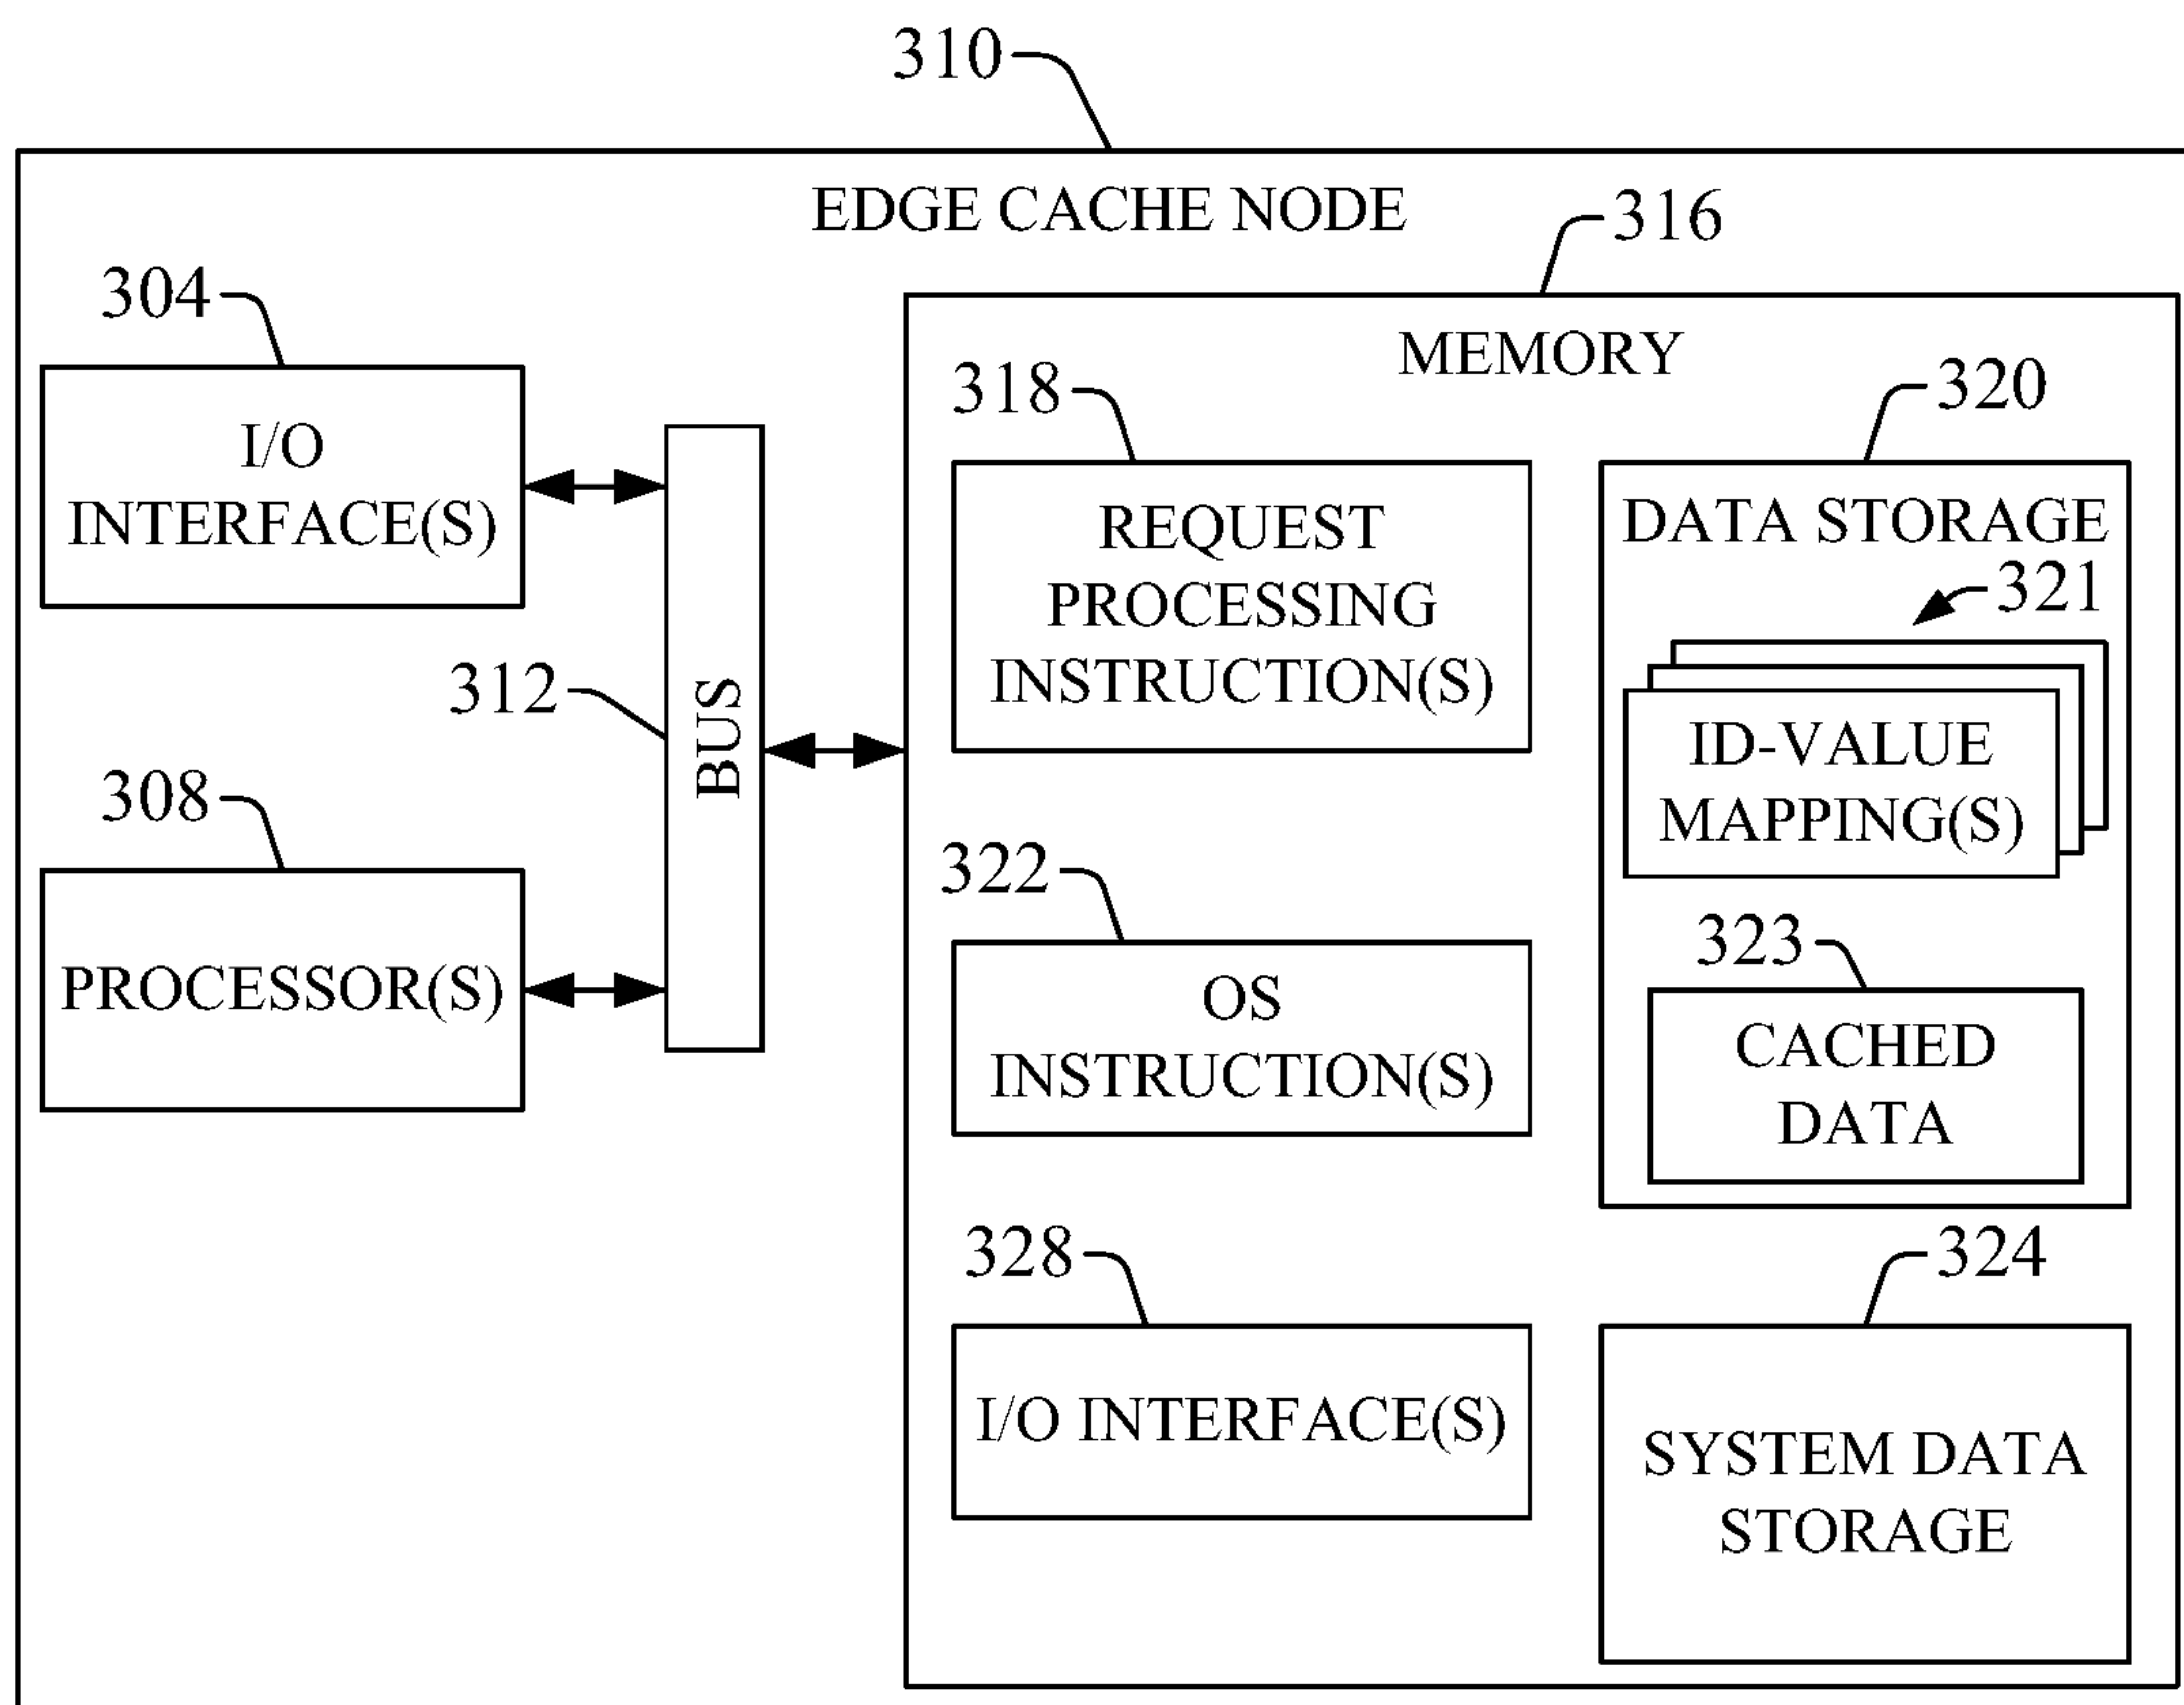 310
EDGE CACHE NODE
316
304
MEMORY
318
320
I/O
INTERFACE(S)
REQUEST
PROCESSING
INSTRUCTION(S)
DATA STORAGE
321
312
BUS
ID-VALUE
MAPPING(S)
308
322
323
PROCESSOR(S)
OS
INSTRUCTION(S)
CACHED
DATA
328
324
I/O INTERFACE(S)
SYSTEM DATA
STORAGE